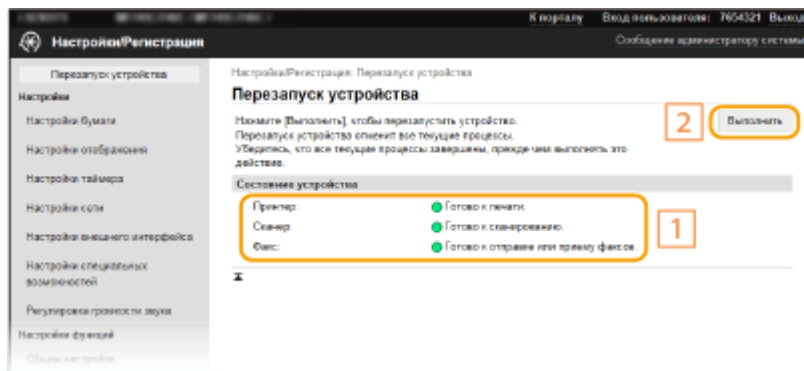 К порталу Вход пользователя: 7654321 Выход
Настройки/Регистрация
Сообщение администратору системы
Перезапуск устройства
Настройки
Настройки бумаги
Настройки отображения
Настройки таймера
Настройки сети
Настройки внешнего интерфейса
Настройки специальных
возможностей
Регулировка громкости звука
Настройки функций
Общие настройки
Настройки/Регистрация: Перезапуск устройства
Перезапуск устройства
Нажмите [Выполнить], чтобы перезапустить устройство.
Перезапуск устройства отменит все текущие процессы.
Убедитесь, что все текущие процессы завершены, прежде чем выполнять это
действие.
2
Выполнить
Состояние устройства
Принтер: Готово к печати.
Сканер: Готово к сканированию.
Факс: Готово к отправке или приему факсов.
1